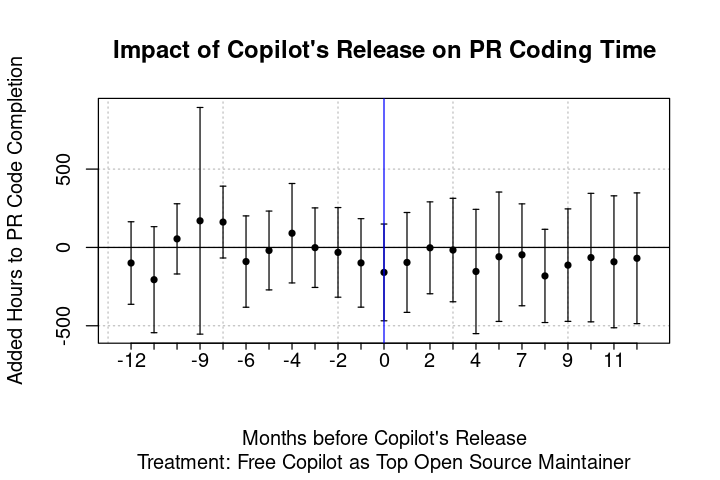 Impact of Copilot's Release on PR Coding Time
Added Hours to PR Code Completion
500
0
-500
-12 -9 -6 -4 -2 0 2 4 7 9 11
Months before Copilot's Release
Treatment: Free Copilot as Top Open Source Maintainer